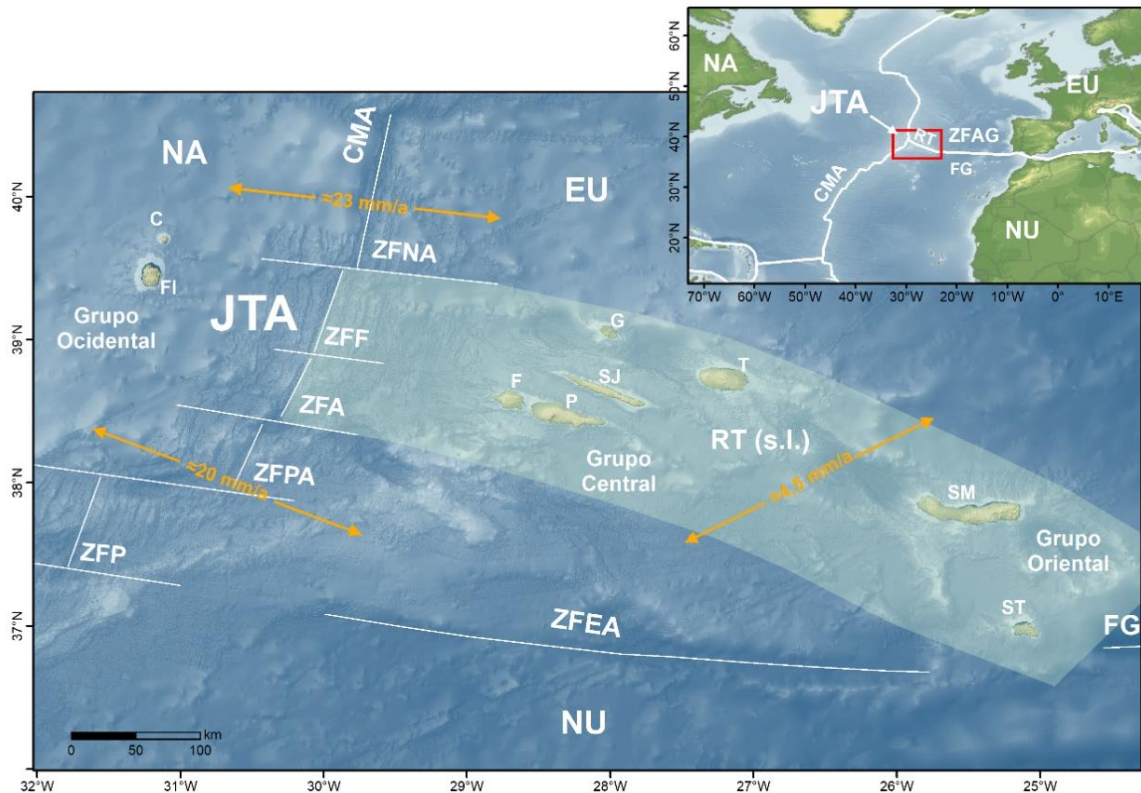 NA
JTA
EU
RT
ZFAG
FG
CMA
NU
70°W
60°W
50°W
40°W
30°W
20°W
10°W
0°
10°E
60°N
50°N
40°N
30°N
20°N
NA
CMA
EU
≈23 mm/a
C
ZFNA
FI
Grupo
Ocidental
JTA
ZFF
G
SJ
T
F
P
ZFA
RT (s.l.)
≈20 mm/a
ZFPA
Grupo
Central
≈4,5 mm/a
SM
Grupo
Oriental
ZFP
ZFEA
ST
FG
NU
km
0
50
100
40°N
39°N
38°N
37°N
32°W
31°W
30°W
29°W
28°W
27°W
26°W
25°W